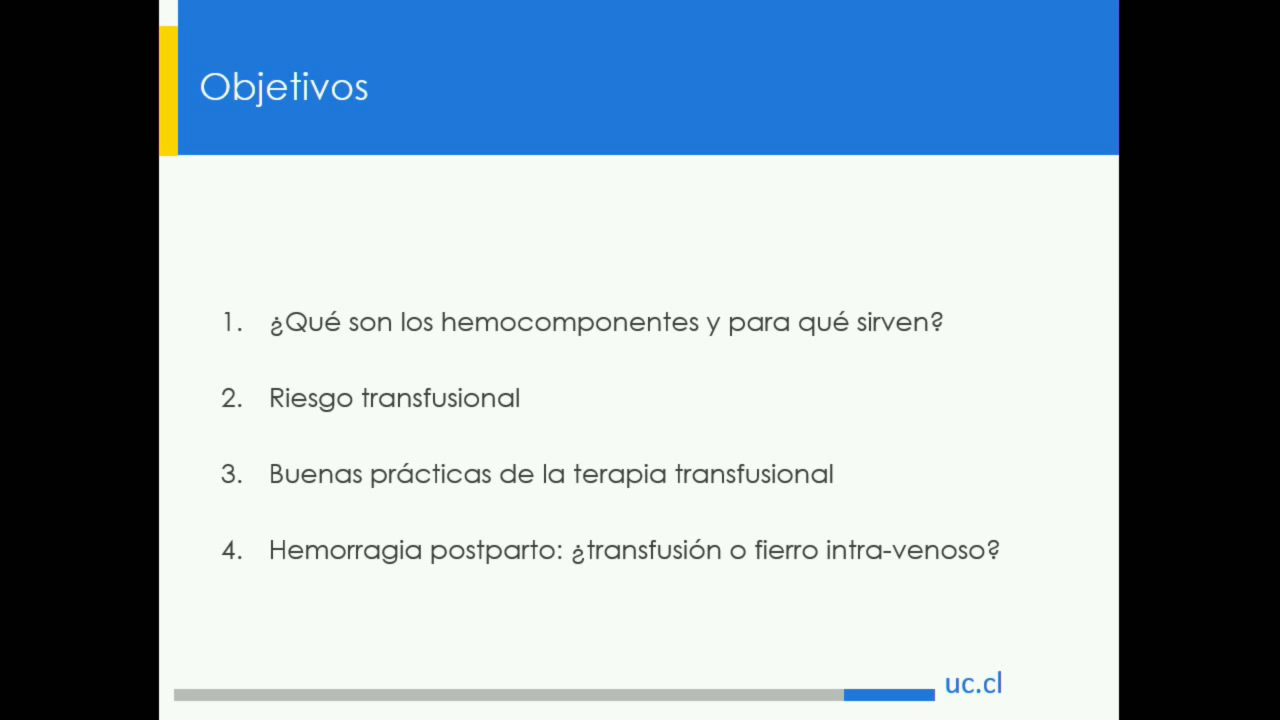 Objetivos
1. ¿Qué son los hemocomponentes y para qué sirven?
2. Riesgo transfusional
3. Buenas prácticas de la terapia transfusional
4. Hemorragia postparto: ¿transfusión o fierro intra-venoso?
uc.cl